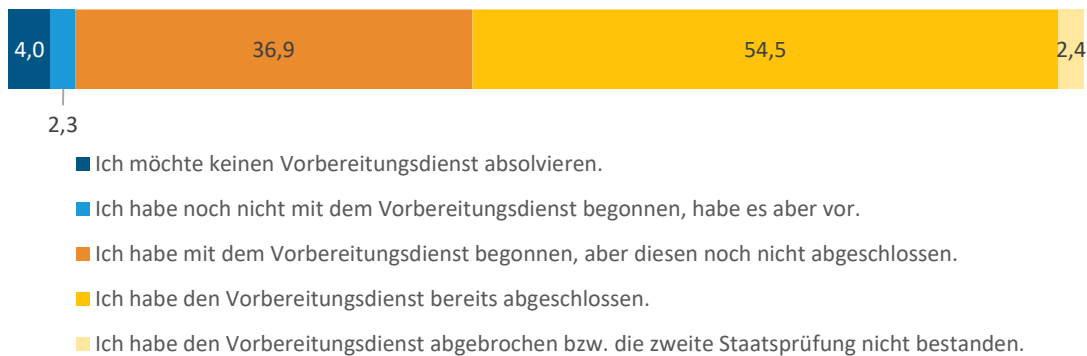 4,0 36,9 54,5 2,4
2,3
Ich möchte keinen Vorbereitungsdienst absolvieren.
Ich habe noch nicht mit dem Vorbereitungsdienst begonnen, habe es aber vor.
Ich habe mit dem Vorbereitungsdienst begonnen, aber diesen noch nicht abgeschlossen.
Ich habe den Vorbereitungsdienst bereits abgeschlossen.
Ich habe den Vorbereitungsdienst abgebrochen bzw. die zweite Staatsprüfung nicht bestanden.